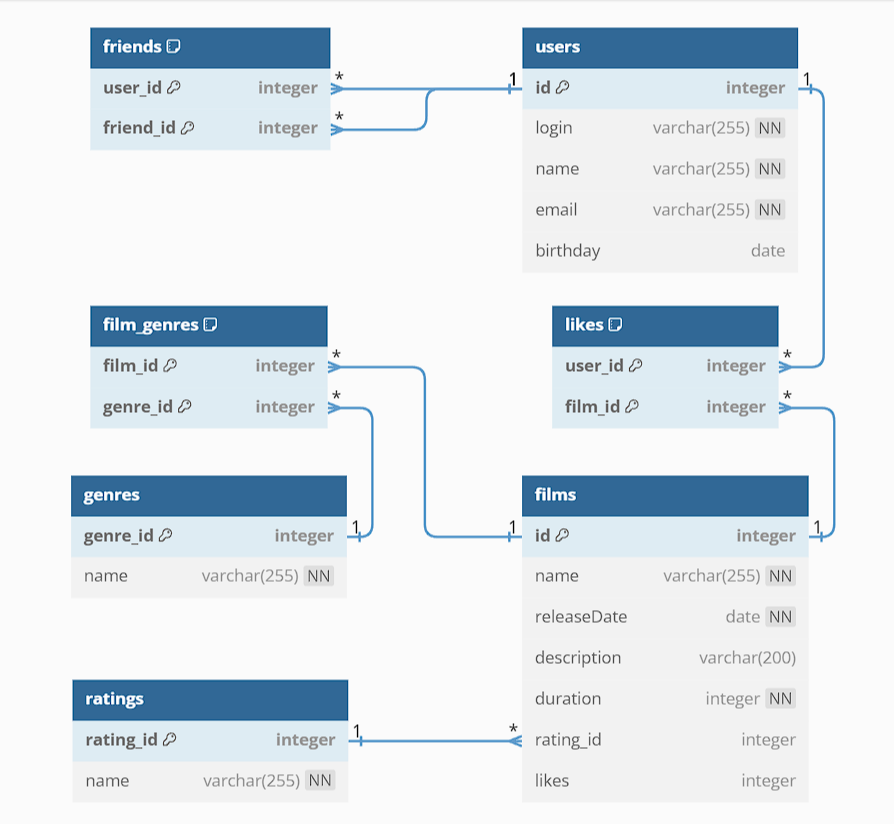 friends
user_id integer
friend_id integer
*
*
1
users
id integer
login varchar(255) NN
name varchar(255) NN
email varchar(255) NN
birthday date
1
film_genres
film_id integer
genre_id integer
*
*
likes
user_id integer
film_id integer
*
*
genres
genre_id integer
name varchar(255) NN
1
1
films
id integer
name varchar(255) NN
releaseDate date NN
description varchar(200)
duration integer NN
rating_id integer
likes integer
1
ratings
rating_id integer
name varchar(255) NN
1
*